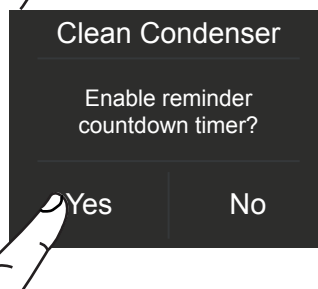 Clean Condenser
Enable reminder
countdown timer?
Yes No